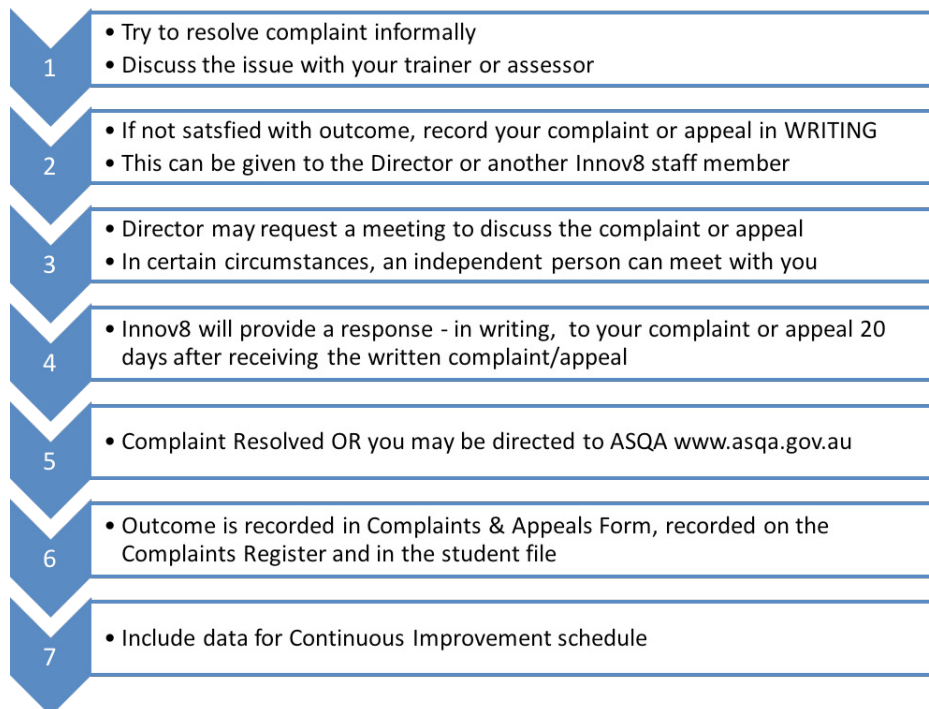 1
• Try to resolve complaint informally
• Discuss the issue with your trainer or assessor
2
• If not satsfied with outcome, record your complaint or appeal in WRITING
• This can be given to the Director or another Innov8 staff member
3
• Director may request a meeting to discuss the complaint or appeal
• In certain circumstances, an independent person can meet with you
4
• Innov8 will provide a response - in writing, to your complaint or appeal 20
days after receiving the written complaint/appeal
5
• Complaint Resolved OR you may be directed to ASQA www.asqa.gov.au
6
• Outcome is recorded in Complaints & Appeals Form, recorded on the
Complaints Register and in the student file
7
• Include data for Continuous Improvement schedule